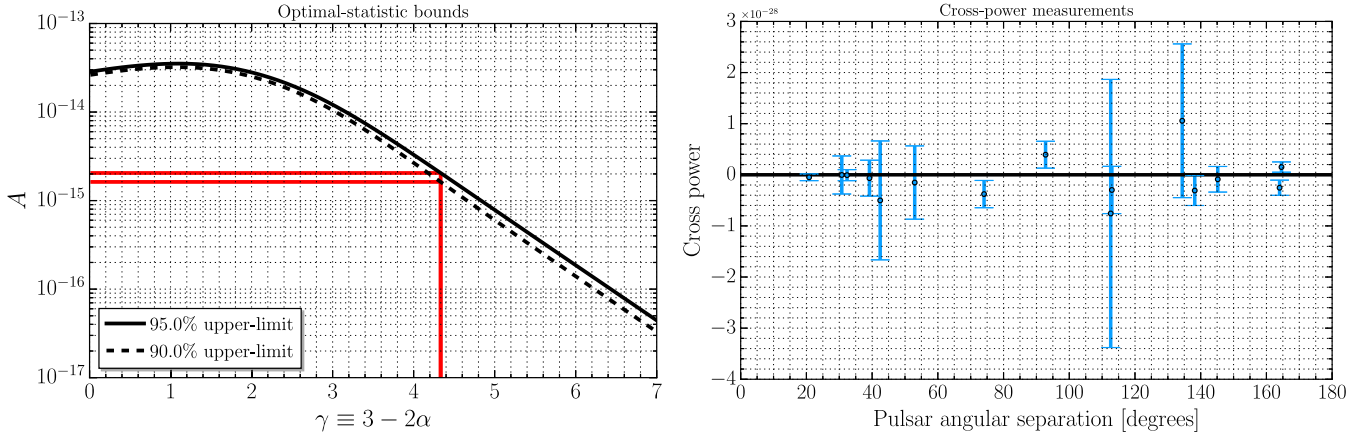 Optimal-statistic bounds
10⁻¹³
10⁻¹⁴
10⁻¹⁵
10⁻¹⁶
10⁻¹⁷
A
0 1 2 3 4 5 6 7
γ ≡ 3 − 2α
95.0% upper-limit
90.0% upper-limit
Cross-power measurements
×10⁻²⁸
3
2
1
0
−1
−2
−3
−4
Cross power
0 20 40 60 80 100 120 140 160 180
Pulsar angular separation [degrees]